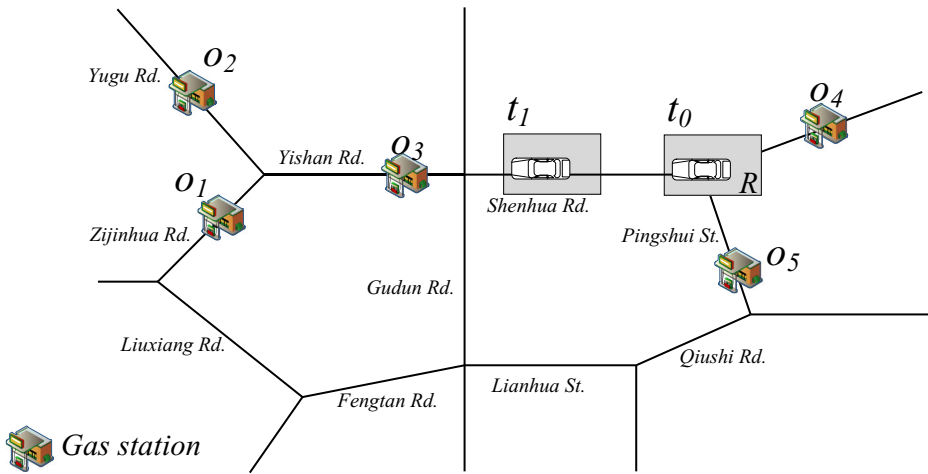 Yugu Rd.
o2
t1
t0
o4
Yishan Rd.
o3
o1
R
Zijinhua Rd.
Shenhua Rd.
Pingshui St.
o5
Gudun Rd.
Liuxiang Rd.
Qiushi Rd.
Fengtan Rd.
Lianhua St.
Gas station